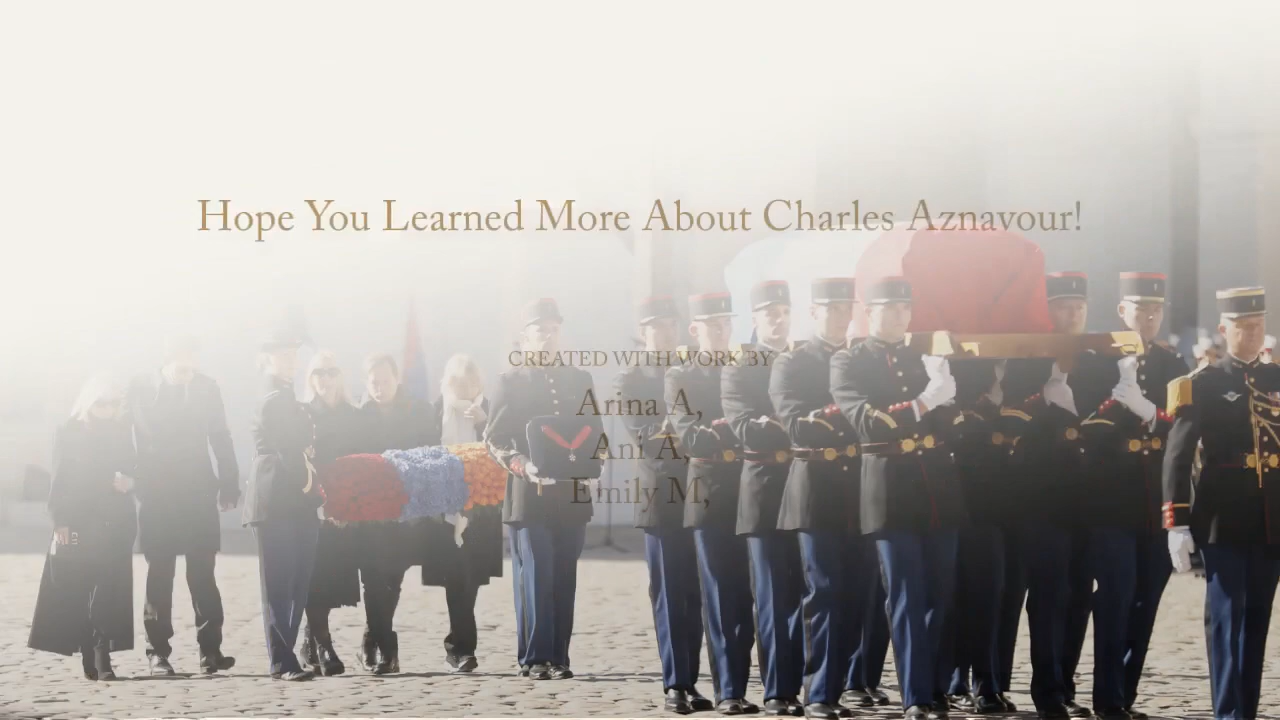 Hope You Learned More About Charles Aznavour!
CREATED WITH WORK BY
Arina A,
Ani A,
Emily M,